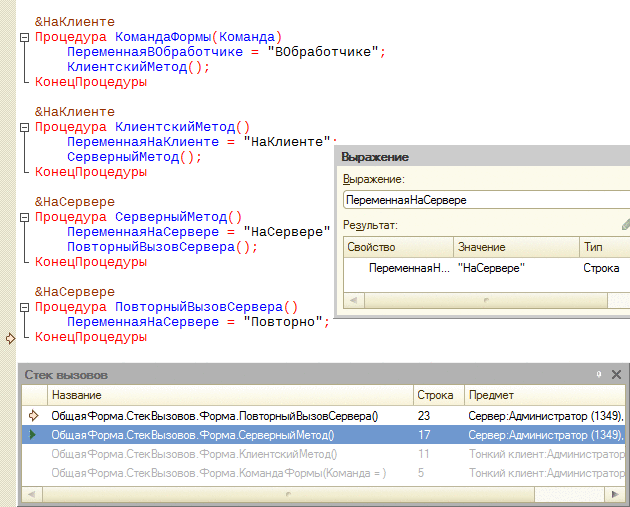 &НаКлиенте
Процедура КомандаФормы(Команда)
ПеременнаяВОбработчике = "ВОбработчике";
КлиентскийМетод();
КонецПроцедуры
&НаКлиенте
Процедура КлиентскийМетод()
ПеременнаяНаКлиенте = "НаКлиенте";
СерверныйМетод();
КонецПроцедуры
&НаСервере
Процедура СерверныйМетод()
ПеременнаяНаСервере = "НаСервере"
ПовторныйВызовСервера();
КонецПроцедуры
&НаСервере
Процедура ПовторныйВызовСервера()
ПеременнаяНаСервере = "Повторно";
КонецПроцедуры
Выражение
Выражение:
ПеременнаяНаСервере
Результат:
Свойство Значение Тип
ПеременнаяН... "НаСервере" Строка
Стек вызовов
Название Строка Предмет
ОбщаяФорма.СтекВызовов.Форма.ПовторныйВызовСервера() 23 Сервер:Администратор (1349),
ОбщаяФорма.СтекВызовов.Форма.СерверныйМетод() 17 Сервер:Администратор (1349),
ОбщаяФорма.СтекВызовов.Форма.КлиентскийМетод() 11 Тонкий клиент:Администратор
ОбщаяФорма.СтекВызовов.Форма.КомандаФормы(Команда = ) 5 Тонкий клиент:Администратор